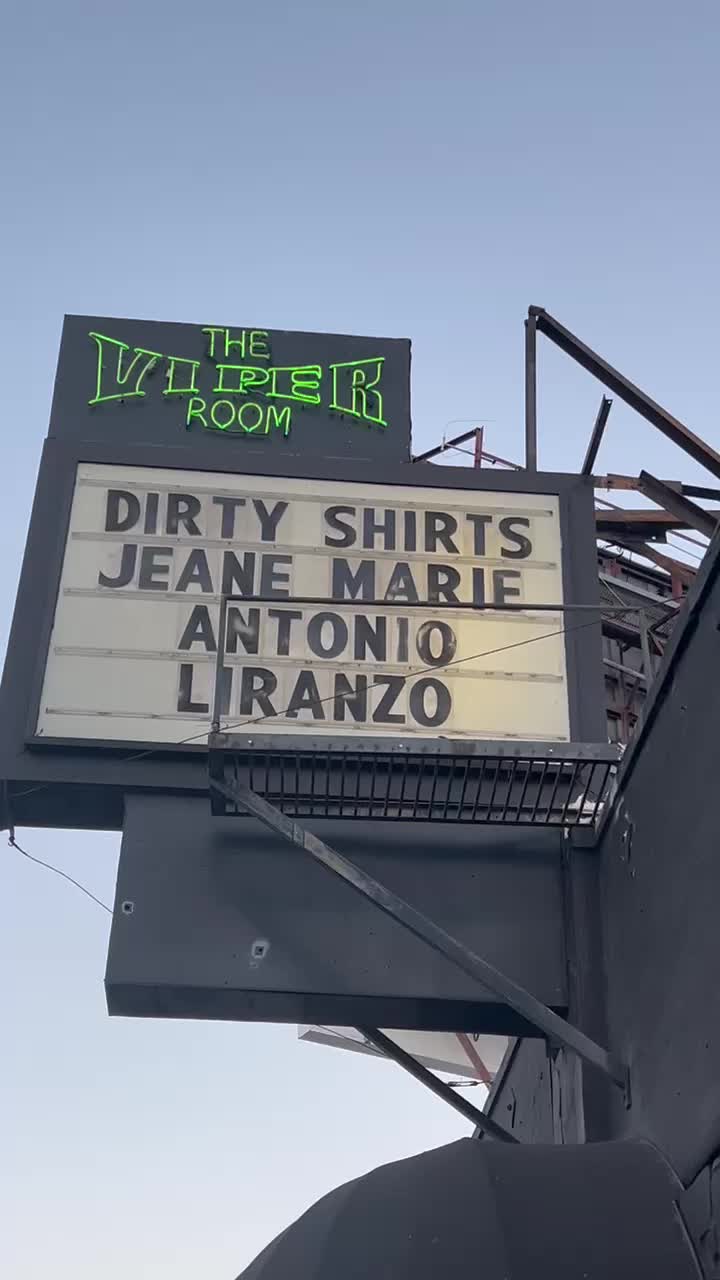 THE
VIPER
ROOM
DIRTY SHIRTS
JEANE MARIE
ANTONIO
LIRANZO